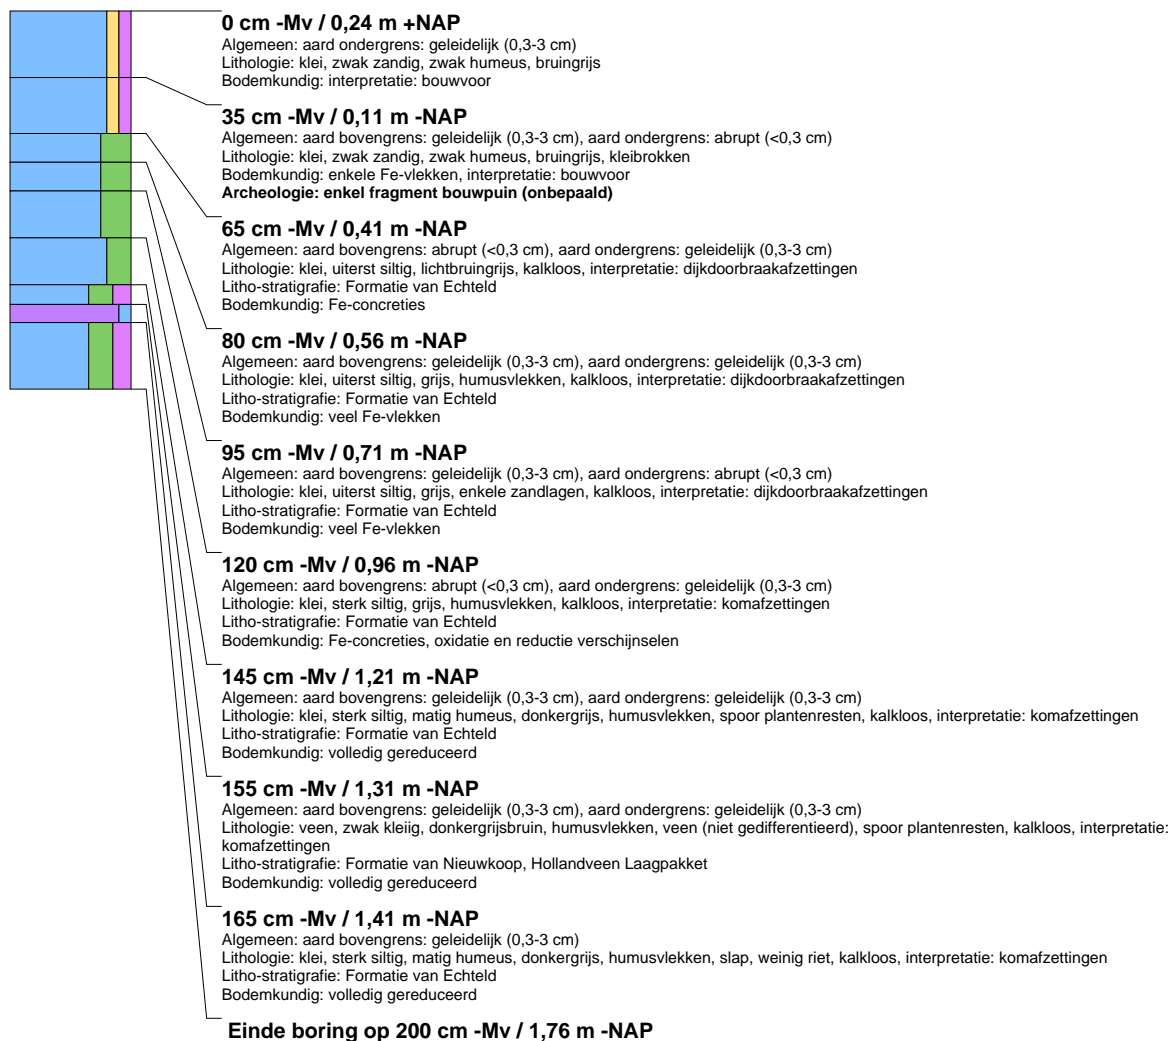 0 cm -Mv / 0,24 m +NAP
Algemeen: aard ondergrens: geleidelijk (0,3-3 cm)
Lithologie: klei, zwak zandig, zwak humeus, bruingrijs
Bodemkundig: interpretatie: bouwvoor
35 cm -Mv / 0,11 m -NAP
Algemeen: aard bovengrens: geleidelijk (0,3-3 cm), aard ondergrens: abrupt (<0,3 cm)
Lithologie: klei, zwak zandig, zwak humeus, bruingrijs, kleibrokken
Bodemkundig: enkele Fe-vlekken, interpretatie: bouwvoor
Archeologie: enkel fragment bouwpuin (onbepaald)
65 cm -Mv / 0,41 m -NAP
Algemeen: aard bovengrens: abrupt (<0,3 cm), aard ondergrens: geleidelijk (0,3-3 cm)
Lithologie: klei, uiterst siltig, lichtbruingrijs, kalkloos, interpretatie: dijkdoorbraakafzettingen
Litho-stratigrafie: Formatie van Echteld
Bodemkundig: Fe-concreties
80 cm -Mv / 0,56 m -NAP
Algemeen: aard bovengrens: geleidelijk (0,3-3 cm), aard ondergrens: geleidelijk (0,3-3 cm)
Lithologie: klei, uiterst siltig, grijs, humusvlekken, kalkloos, interpretatie: dijkdoorbraakafzettingen
Litho-stratigrafie: Formatie van Echteld
Bodemkundig: veel Fe-vlekken
95 cm -Mv / 0,71 m -NAP
Algemeen: aard bovengrens: geleidelijk (0,3-3 cm), aard ondergrens: abrupt (<0,3 cm)
Lithologie: klei, uiterst siltig, grijs, enkele zandlagen, kalkloos, interpretatie: dijkdoorbraakafzettingen
Litho-stratigrafie: Formatie van Echteld
Bodemkundig: veel Fe-vlekken
120 cm -Mv / 0,96 m -NAP
Algemeen: aard bovengrens: abrupt (<0,3 cm), aard ondergrens: geleidelijk (0,3-3 cm)
Lithologie: klei, sterk siltig, grijs, humusvlekken, kalkloos, interpretatie: komafzettingen
Litho-stratigrafie: Formatie van Echteld
Bodemkundig: Fe-concreties, oxidatie en reductie verschijnselen
145 cm -Mv / 1,21 m -NAP
Algemeen: aard bovengrens: geleidelijk (0,3-3 cm), aard ondergrens: geleidelijk (0,3-3 cm)
Lithologie: klei, sterk siltig, matig humeus, donkergrijs, humusvlekken, spoor plantenresten, kalkloos, interpretatie: komafzettingen
Litho-stratigrafie: Formatie van Echteld
Bodemkundig: volledig gereduceerd
155 cm -Mv / 1,31 m -NAP
Algemeen: aard bovengrens: geleidelijk (0,3-3 cm), aard ondergrens: geleidelijk (0,3-3 cm)
Lithologie: veen, zwak kleiig, donkergrijsbruin, humusvlekken, veen (niet gedifferentieerd), spoor plantenresten, kalkloos, interpretatie:
komafzettingen
Litho-stratigrafie: Formatie van Nieuwkoop, Hollandveen Laagpakket
Bodemkundig: volledig gereduceerd
165 cm -Mv / 1,41 m -NAP
Algemeen: aard bovengrens: geleidelijk (0,3-3 cm)
Lithologie: klei, sterk siltig, matig humeus, donkergrijs, humusvlekken, slap, weinig riet, kalkloos, interpretatie: komafzettingen
Litho-stratigrafie: Formatie van Echteld
Bodemkundig: volledig gereduceerd
Einde boring op 200 cm -Mv / 1,76 m -NAP